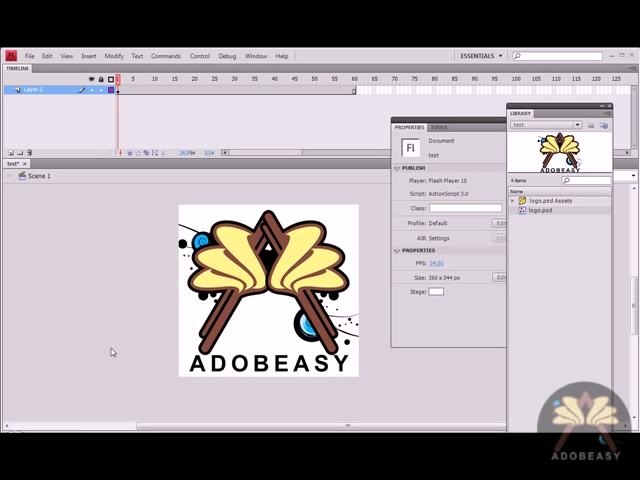 File Edit View Insert Modify Text Commands Control Debug Window Help
ESSENTIALS
TIMELINE
1 5 10 15 20 25 30 35 40 45 50 55 60 65 70 75 80 85 90 95 100 105 110 115 120 125
Layer 2
test*
Scene 1
PROPERTIES TOOLS
Document
Fl
test
PUBLISH
Player: Flash Player 10
Script: ActionScript 3.0
Class:
Profile: Default
AIR Settings
PROPERTIES
FPS:
Size: 360 x 344 px
Stage:
LIBRARY
test
ADOBEASY
4 items
Name
logo.psd Assets
logo.psd
ADOBEASY
ADOBEASY